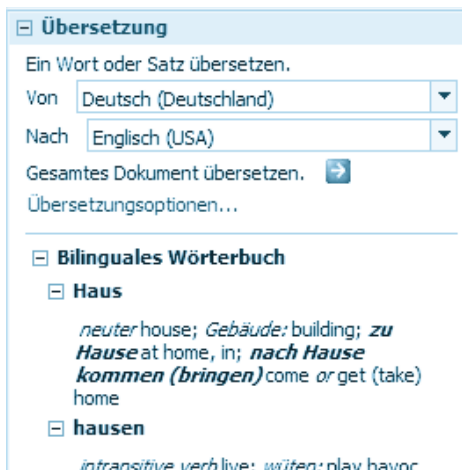 Übersetzung
Ein Wort oder Satz übersetzen.
Von Deutsch (Deutschland)
Nach Englisch (USA)
Gesamtes Dokument übersetzen.
Übersetzungsoptionen...
Bilinguales Wörterbuch
Haus
neuter house; Gebäude: building; zu
Hause at home, in; nach Hause
kommen (bringen) come or get (take)
home
hausen
intransitive verb live; wüten: play havoc